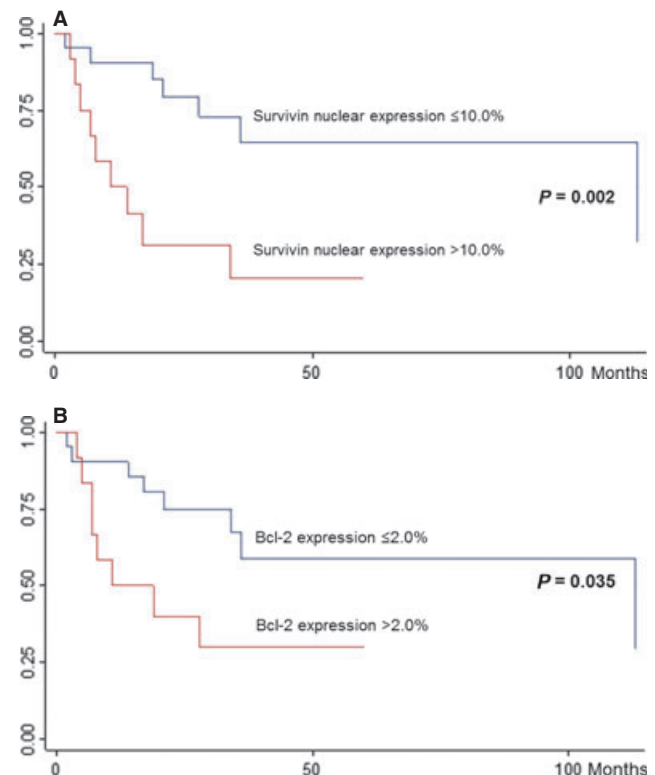 A
1.00
0.75
0.50
0.25
0.00
Survivin nuclear expression ≤10.0%
P = 0.002
Survivin nuclear expression >10.0%
0 50 100 Months
B
1.00
0.75
0.50
0.25
0.00
Bcl-2 expression ≤2.0%
P = 0.035
Bcl-2 expression >2.0%
0 50 100 Months